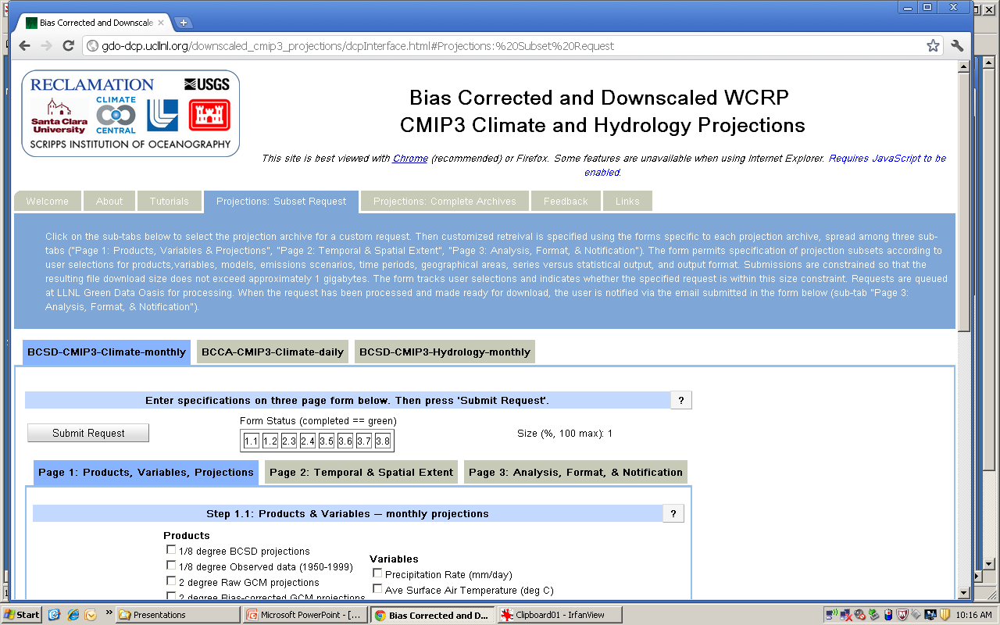 Bias Corrected and Downscale
gdo-dcp.ucllnl.org/downscaled_cmip3_projections/dcpInterface.html#Projections:%20Subset%20Request
RECLAMATION USGS
Santa Clara University
CLIMATE CENTRAL
SCRIPPS INSTITUTION OF OCEANOGRAPHY
Bias Corrected and Downscaled WCRP
CMIP3 Climate and Hydrology Projections
This site is best viewed with Chrome (recommended) or Firefox. Some features are unavailable when using Internet Explorer. Requires JavaScript to be
enabled.
Welcome About Tutorials Projections: Subset Request Projections: Complete Archives Feedback Links
Click on the sub-tabs below to select the projection archive for a custom request. Then customized retreival is specified using the forms specific to each projection archive, spread among three sub-
tabs ("Page 1: Products, Variables & Projections", "Page 2: Temporal & Spatial Extent", "Page 3: Analysis, Format, & Notification"). The form permits specification of projection subsets according to
user selections for products,variables, models, emissions scenarios, time periods, geographical areas, series versus statistical output, and output format. Submissions are constrained so that the
resulting file download size does not exceed approximately 1 gigabytes. The form tracks user selections and indicates whether the specified request is within this size constraint. Requests are queued
at LLNL Green Data Oasis for processing. When the request has been processed and made ready for download, the user is notified via the email submitted in the form below (sub-tab "Page 3:
Analysis, Format, & Notification").
BCSD-CMIP3-Climate-monthly BCCA-CMIP3-Climate-daily BCSD-CMIP3-Hydrology-monthly
Enter specifications on three page form below. Then press 'Submit Request'. ?
Form Status (completed == green)
Submit Request Size (%, 100 max): 1
1.1 1.2 2.3 2.4 3.5 3.6 3.7 3.8
Page 1: Products, Variables, Projections Page 2: Temporal & Spatial Extent Page 3: Analysis, Format, & Notification
Step 1.1: Products & Variables — monthly projections ?
Products
1/8 degree BCSD projections
1/8 degree Observed data (1950-1999)
2 degree Raw GCM projections
2 degree Bias-corrected GCM projections
Variables
Precipitation Rate (mm/day)
Ave Surface Air Temperature (deg C)
Start » Presentations Microsoft PowerPoint - [... Bias Corrected and D... Clipboard01 - IrfanView 10:16 AM